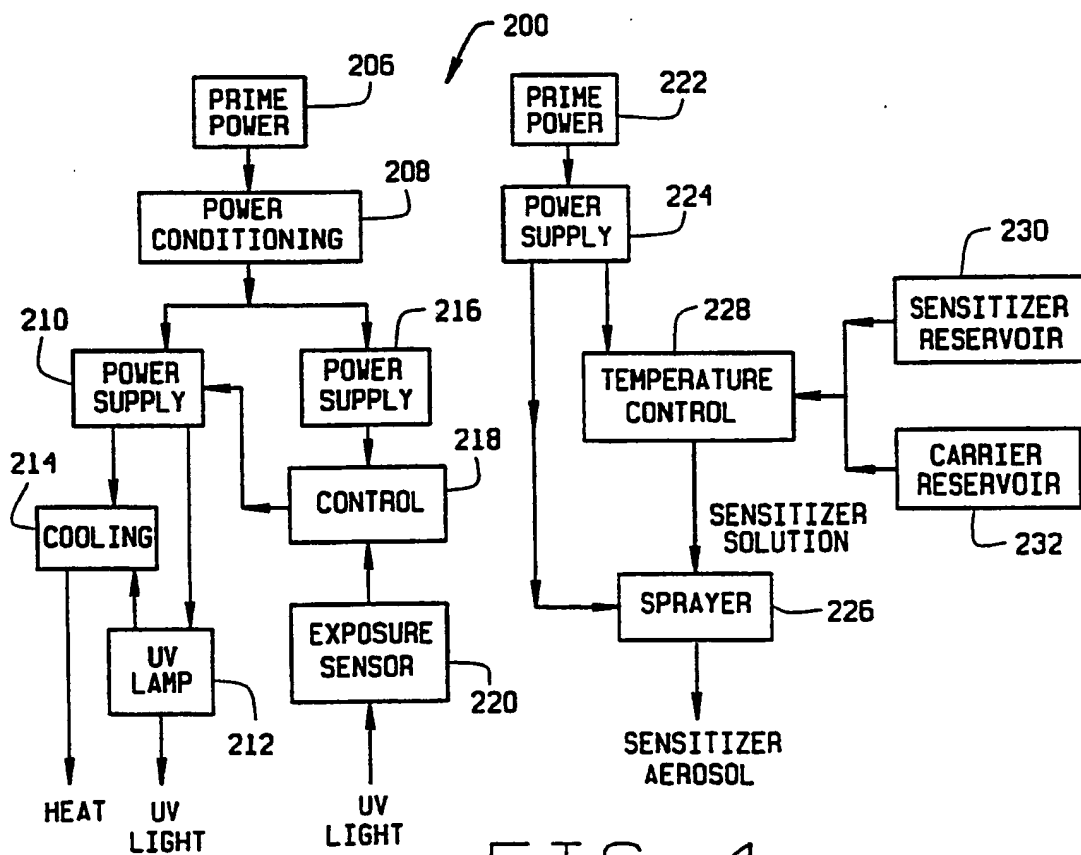 200
206
PRIME
POWER
222
PRIME
POWER
208
POWER
CONDITIONING
224
POWER
SUPPLY
230
SENSITIZER
RESERVOIR
210
POWER
SUPPLY
216
POWER
SUPPLY
228
TEMPERATURE
CONTROL
CARRIER
RESERVOIR
232
214
COOLING
218
CONTROL
SENSITIZER
SOLUTION
SPRAYER
226
UV
LAMP
212
EXPOSURE
SENSOR
220
HEAT
UV
LIGHT
UV
LIGHT
SENSITIZER
AEROSOL